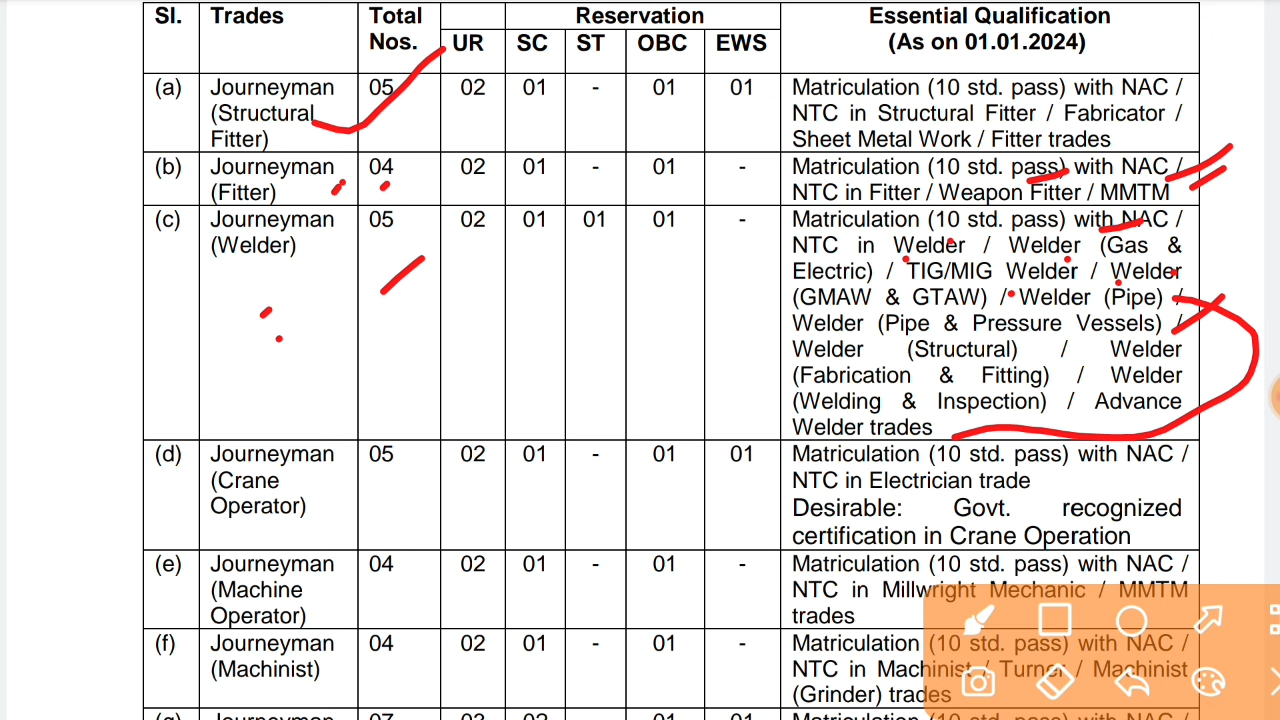 Sl. Trades Total Nos. Reservation Essential Qualification (As on 01.01.2024)
UR SC ST OBC EWS
(a) Journeyman 05 02 01 - 01 01 Matriculation (10 std. pass) with NAC /
(Structural NTC in Structural Fitter / Fabricator /
Fitter) Sheet Metal Work / Fitter trades
(b) Journeyman 04 02 01 - 01 - Matriculation (10 std. pass) with NAC /
(Fitter) NTC in Fitter / Weapon Fitter / MMTM
(c) Journeyman 05 02 01 01 01 - Matriculation (10 std. pass) with NAC /
(Welder) NTC in Welder / Welder (Gas &
Electric) / TIG/MIG Welder / Welder
(GMAW & GTAW) / Welder (Pipe) /
Welder (Pipe & Pressure Vessels) /
Welder (Structural) / Welder
(Fabrication & Fitting) / Welder
(Welding & Inspection) / Advance
Welder trades
(d) Journeyman 05 02 01 - 01 01 Matriculation (10 std. pass) with NAC /
(Crane NTC in Electrician trade
Operator) Desirable: Govt. recognized
certification in Crane Operation
(e) Journeyman 04 02 01 - 01 - Matriculation (10 std. pass) with NAC /
(Machine NTC in Millwright Mechanic / MMTM
Operator) trades
(f) Journeyman 04 02 01 - 01 - Matriculation (10 std. pass) with NAC /
(Machinist) NTC in Machinist / Turner / Machinist
(Grinder) trades